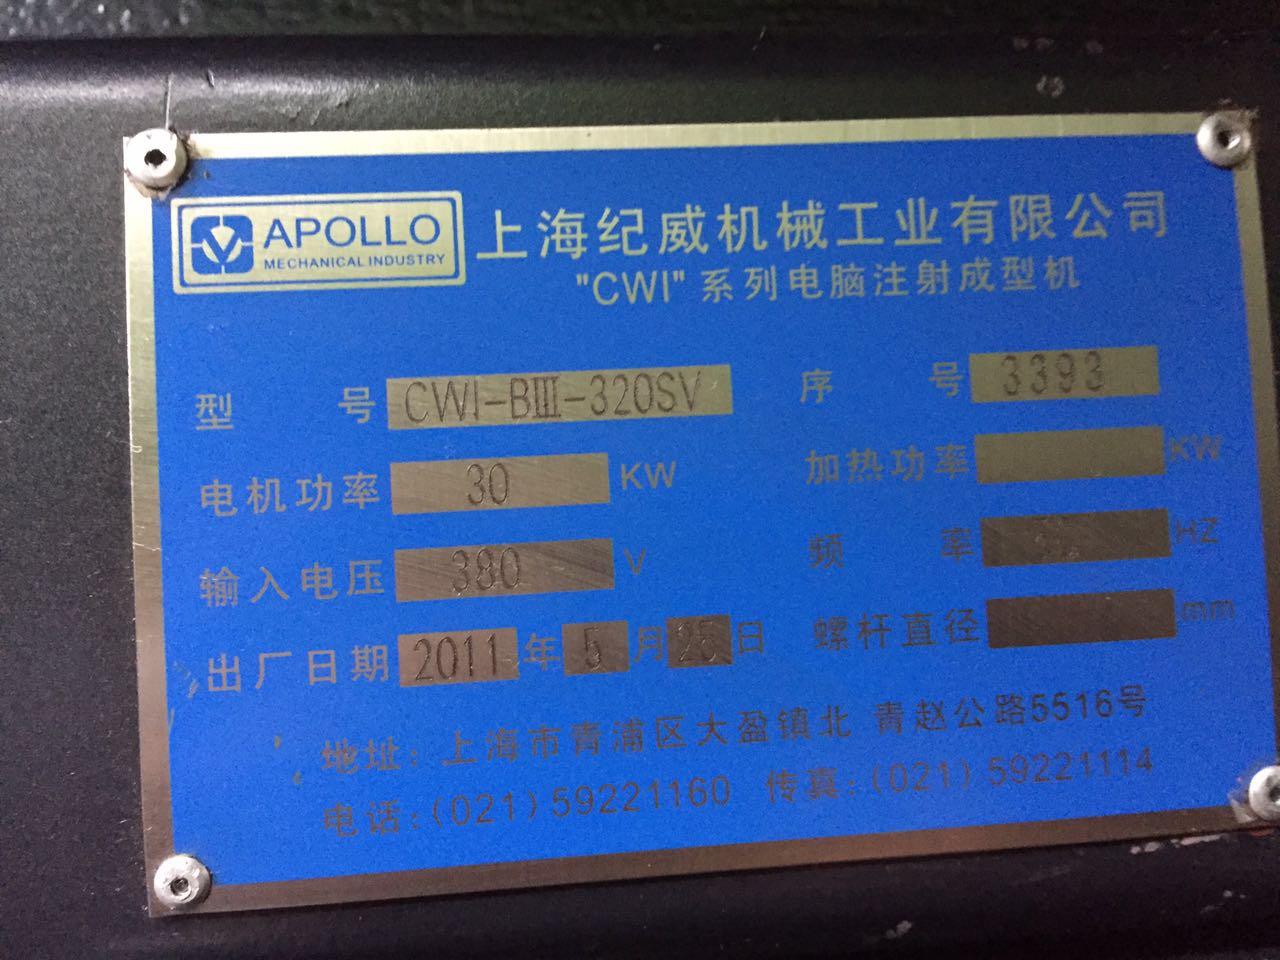 APOLLO
MECHANICAL INDUSTRY
上海纪威机械工业有限公司
"CWI"系列电脑注射成型机
型 号 CWI-BⅢ-320SV 序 号 3393
电机功率 30 KW 加热功率 KW
输入电压 380 V 频 率 HZ
出厂日期 2011 年 5 月 日 螺杆直径 mm
地址：上海市青浦区大盈镇北 青赵公路5516号
电话：(021) 59221160 传真：(021) 59221114